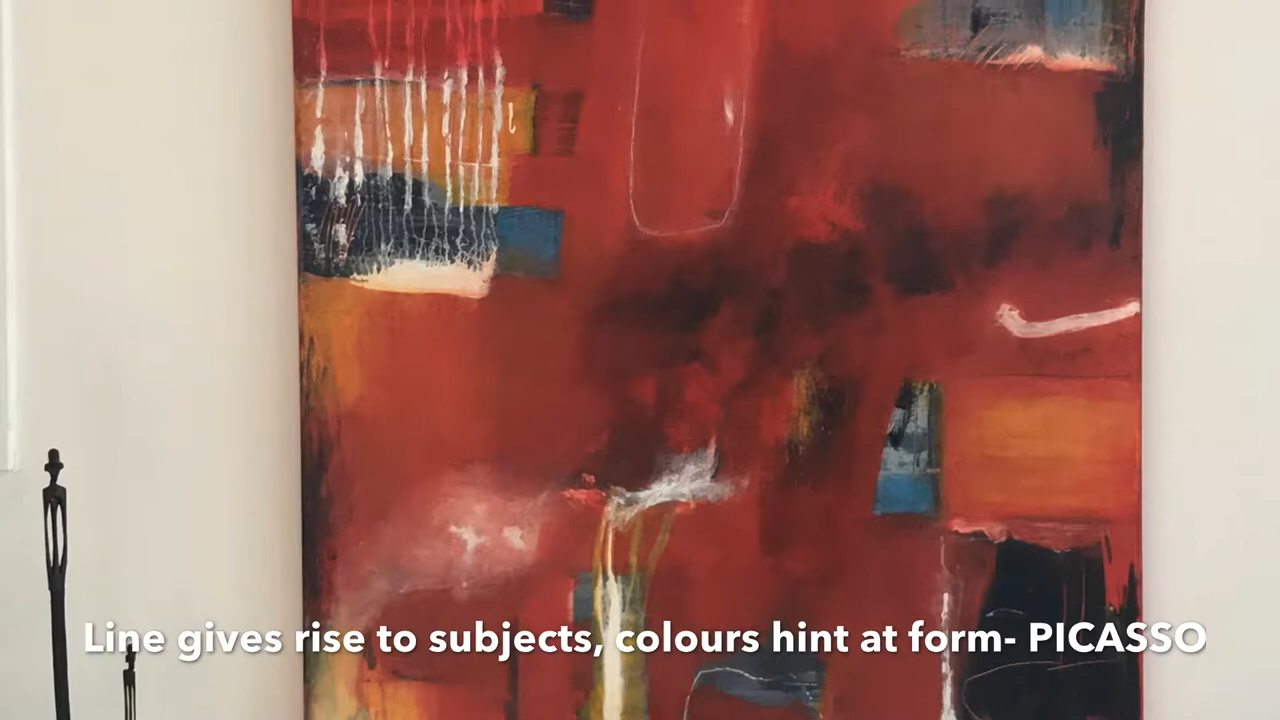 Line gives rise to subjects, colours hint at form- PICASSO